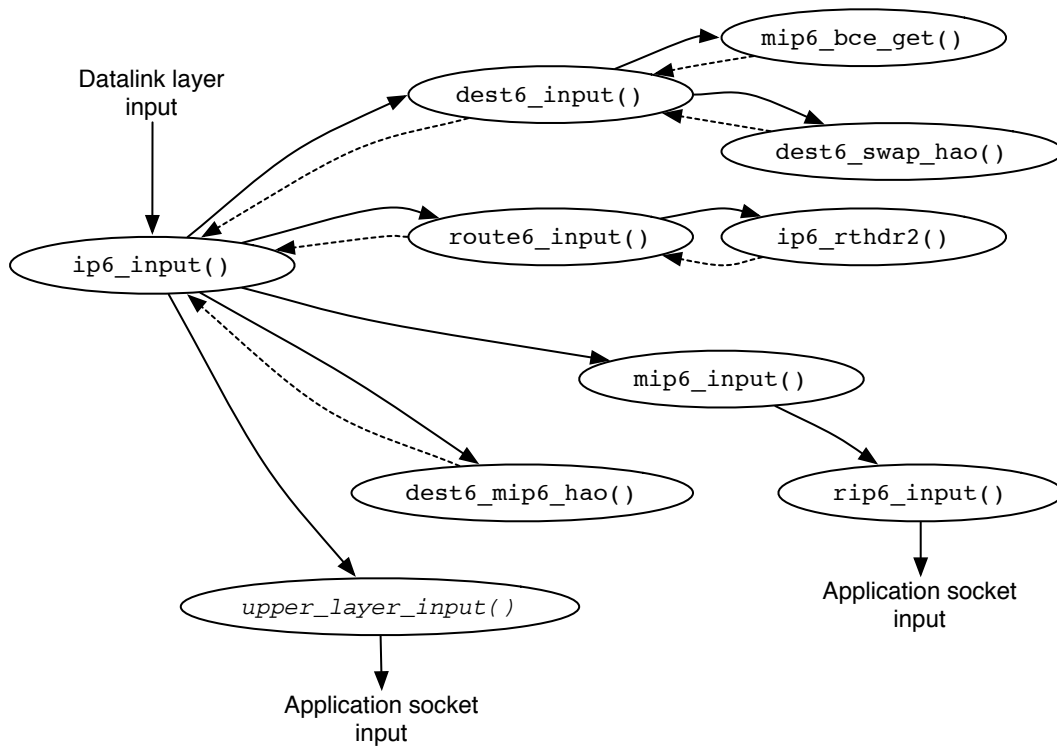 mip6_bce_get()
Datalink layer
input
dest6_input()
dest6_swap_hao()
route6_input()
ip6_rthdr2()
ip6_input()
mip6_input()
dest6_mip6_hao()
rip6_input()
Application socket
input
upper_layer_input()
Application socket
input